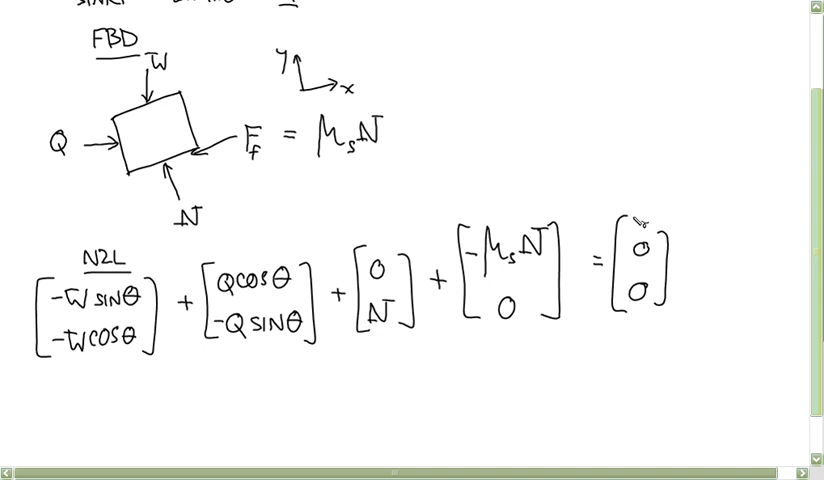 FBD
W
y
x
Q
F_f = μ_s N
N
N2L
[-W SINθ; -W COSθ] + [Q COSθ; -Q SINθ] + [0; N] + [-μ_s N; 0] = [0; 0]